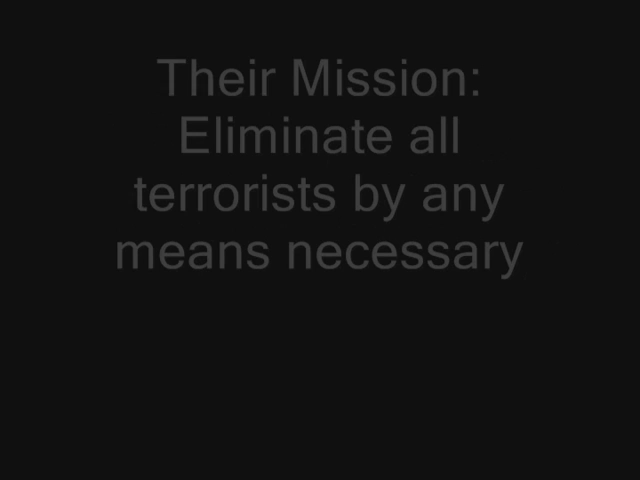 Their Mission:
Eliminate all
terrorists by any
means necessary